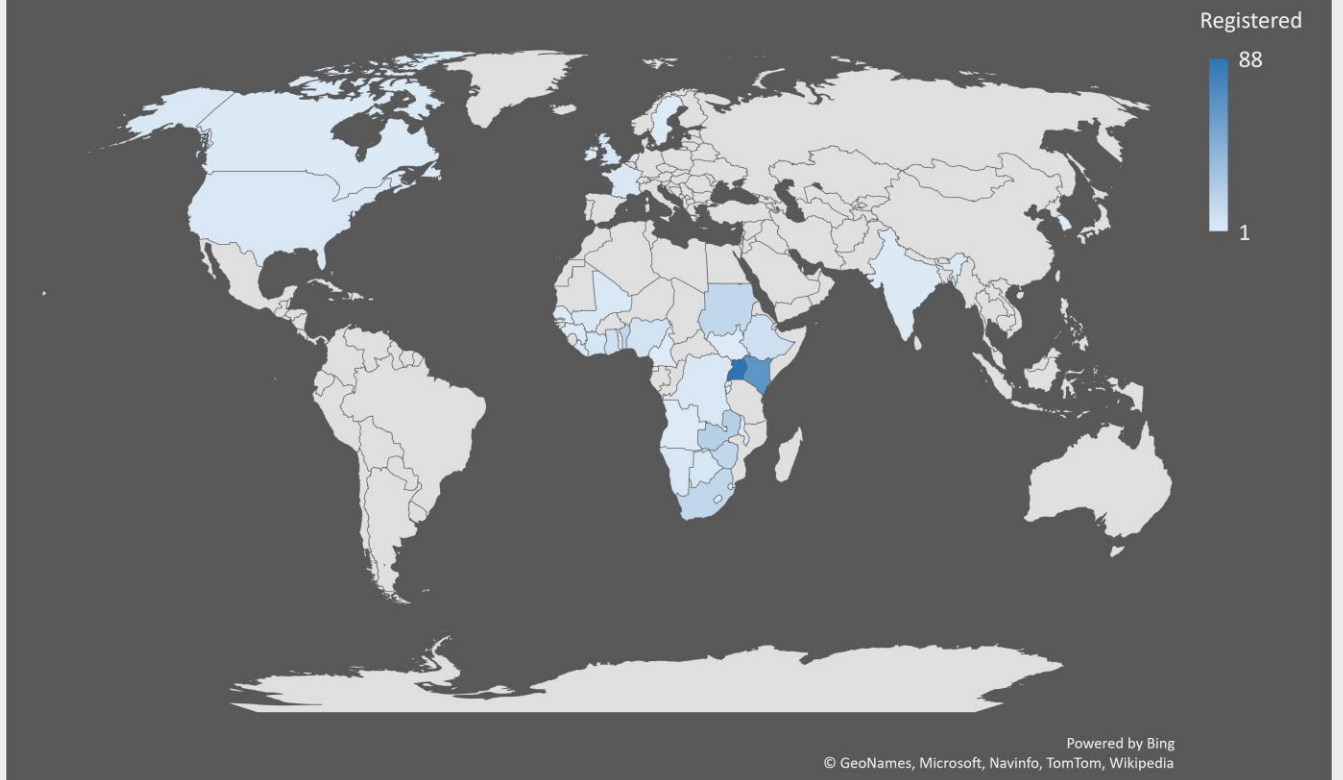 Registered
88
1
Powered by Bing
© GeoNames, Microsoft, Navinfo, TomTom, Wikipedia